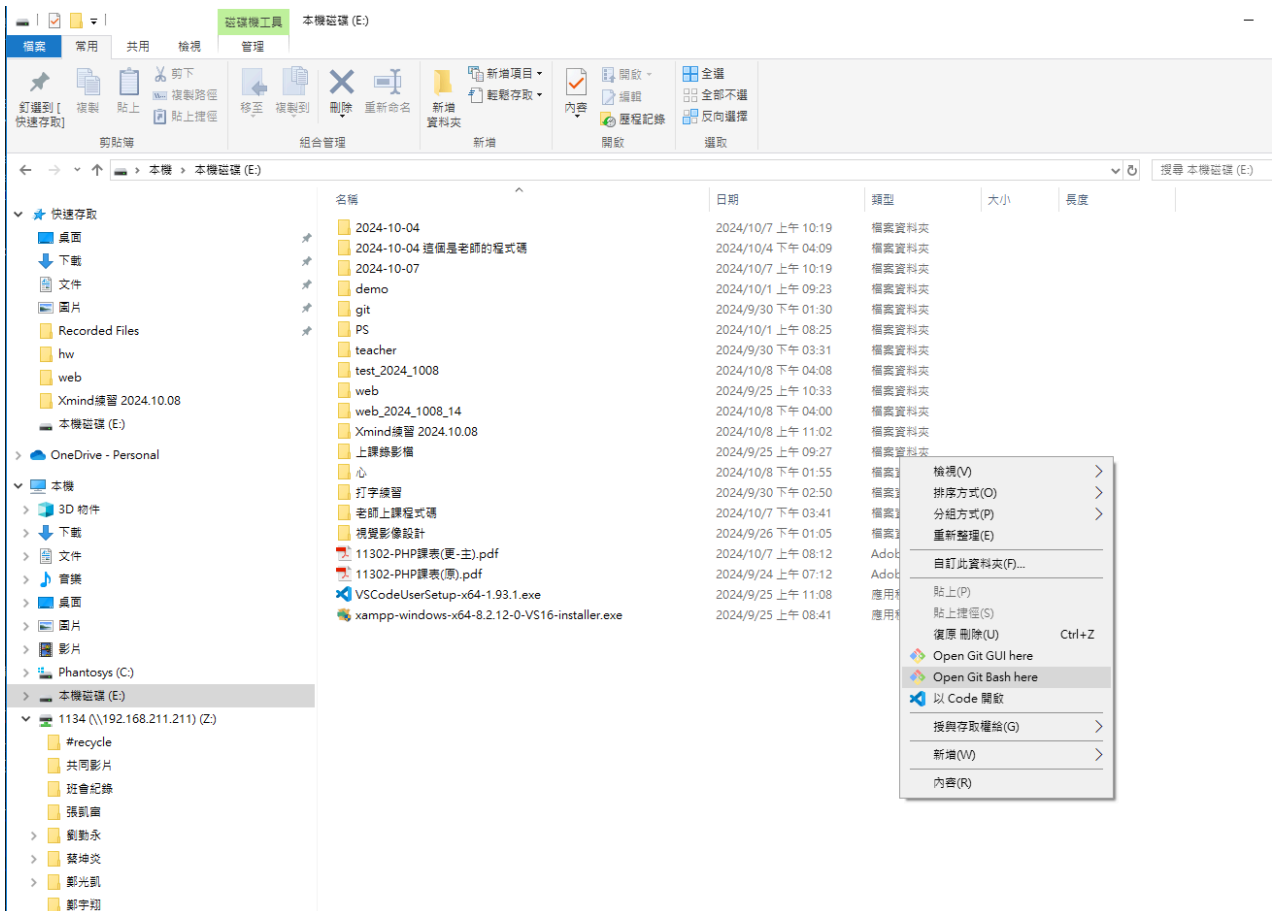 磁碟機工具 本機磁碟 (E:)
檔案 常用 共用 檢視 管理
釘選到 [快速存取]
複製
貼上
剪下
複製路徑
貼上捷徑
移至
複製到
刪除
重新命名
新增資料夾
新增項目
輕鬆存取
內容
開啟
編輯
歷程記錄
全選
全部不選
反向選擇
剪貼簿 組合管理 新增 開啟 選取
本機 本機磁碟 (E:) 搜尋 本機磁碟 (E:)
快速存取
桌面
下載
文件
圖片
Recorded Files
hw
web
Xmind練習 2024.10.08
本機磁碟 (E:)
OneDrive - Personal
本機
3D 物件
下載
文件
音樂
桌面
圖片
影片
Phantosys (C:)
本機磁碟 (E:)
1134 (\\192.168.211.211) (Z:)
#recycle
共同影片
班會紀錄
張凱甯
劉勤永
蔡坤炎
鄭光凱
鄭宇翔
名稱 日期 類型 大小 長度
2024-10-04 2024/10/7 上午 10:19 檔案資料夾
2024-10-04 這個是老師的程式碼 2024/10/4 下午 04:09 檔案資料夾
2024-10-07 2024/10/7 上午 10:19 檔案資料夾
demo 2024/10/1 上午 09:23 檔案資料夾
git 2024/9/30 下午 01:30 檔案資料夾
PS 2024/10/1 上午 08:25 檔案資料夾
teacher 2024/9/30 下午 03:31 檔案資料夾
test_2024_1008 2024/10/8 下午 04:08 檔案資料夾
web 2024/9/25 上午 10:33 檔案資料夾
web_2024_1008_14 2024/10/8 下午 04:00 檔案資料夾
Xmind練習 2024.10.08 2024/10/8 上午 11:02 檔案資料夾
上課錄影檔 2024/9/25 上午 09:27 檔案資料夾
心 2024/10/8 下午 01:55 檔案
打字練習 2024/9/30 下午 02:50 檔案
老師上課程式碼 2024/10/7 下午 03:41 檔案
視覺影像設計 2024/9/26 下午 01:05 檔案
11302-PHP課表(更-主).pdf 2024/10/7 上午 08:12 Adob
11302-PHP課表(原).pdf 2024/9/24 上午 07:12 Adob
VSCodeUserSetup-x64-1.93.1.exe 2024/9/25 上午 11:08 應用
xampp-windows-x64-8.2.12-0-VS16-installer.exe 2024/9/25 上午 08:41 應用
檢視(V)
排序方式(O)
分組方式(P)
重新整理(E)
自訂此資料夾(F)...
貼上(P)
貼上捷徑(S)
復原 刪除(U) Ctrl+Z
Open Git GUI here
Open Git Bash here
以 Code 開啟
授與存取權給(G)
新增(W)
內容(R)